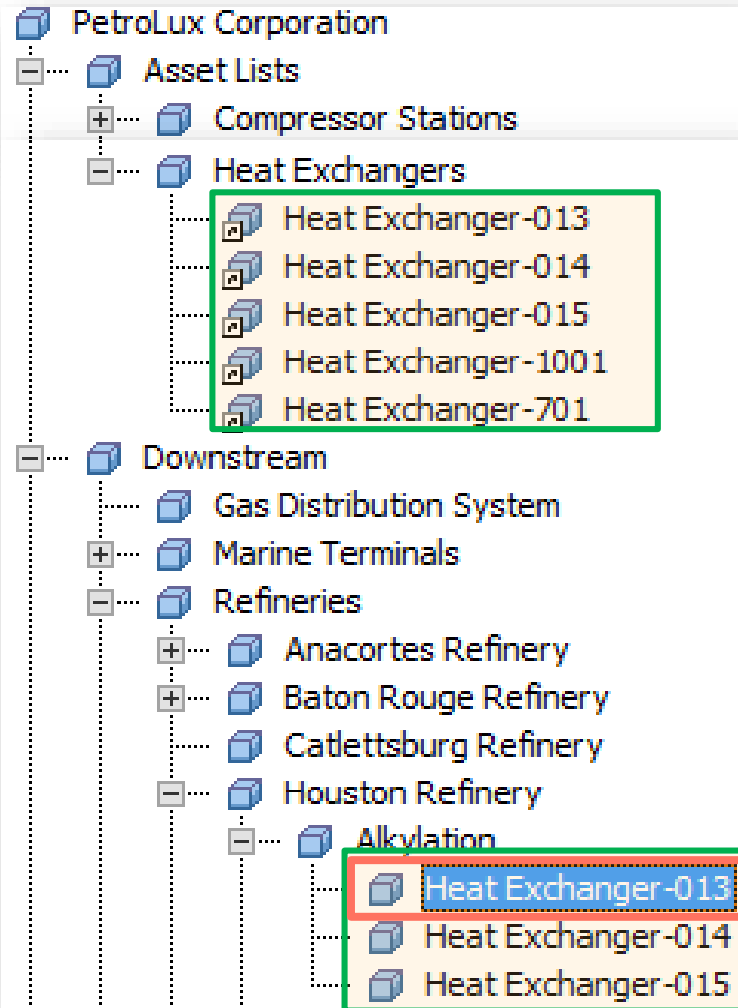 PetroLux Corporation
Asset Lists
Compressor Stations
Heat Exchangers
Heat Exchanger-013
Heat Exchanger-014
Heat Exchanger-015
Heat Exchanger-1001
Heat Exchanger-701
Downstream
Gas Distribution System
Marine Terminals
Refineries
Anacortes Refinery
Baton Rouge Refinery
Catlettsburg Refinery
Houston Refinery
Alkylation
Heat Exchanger-013
Heat Exchanger-014
Heat Exchanger-015